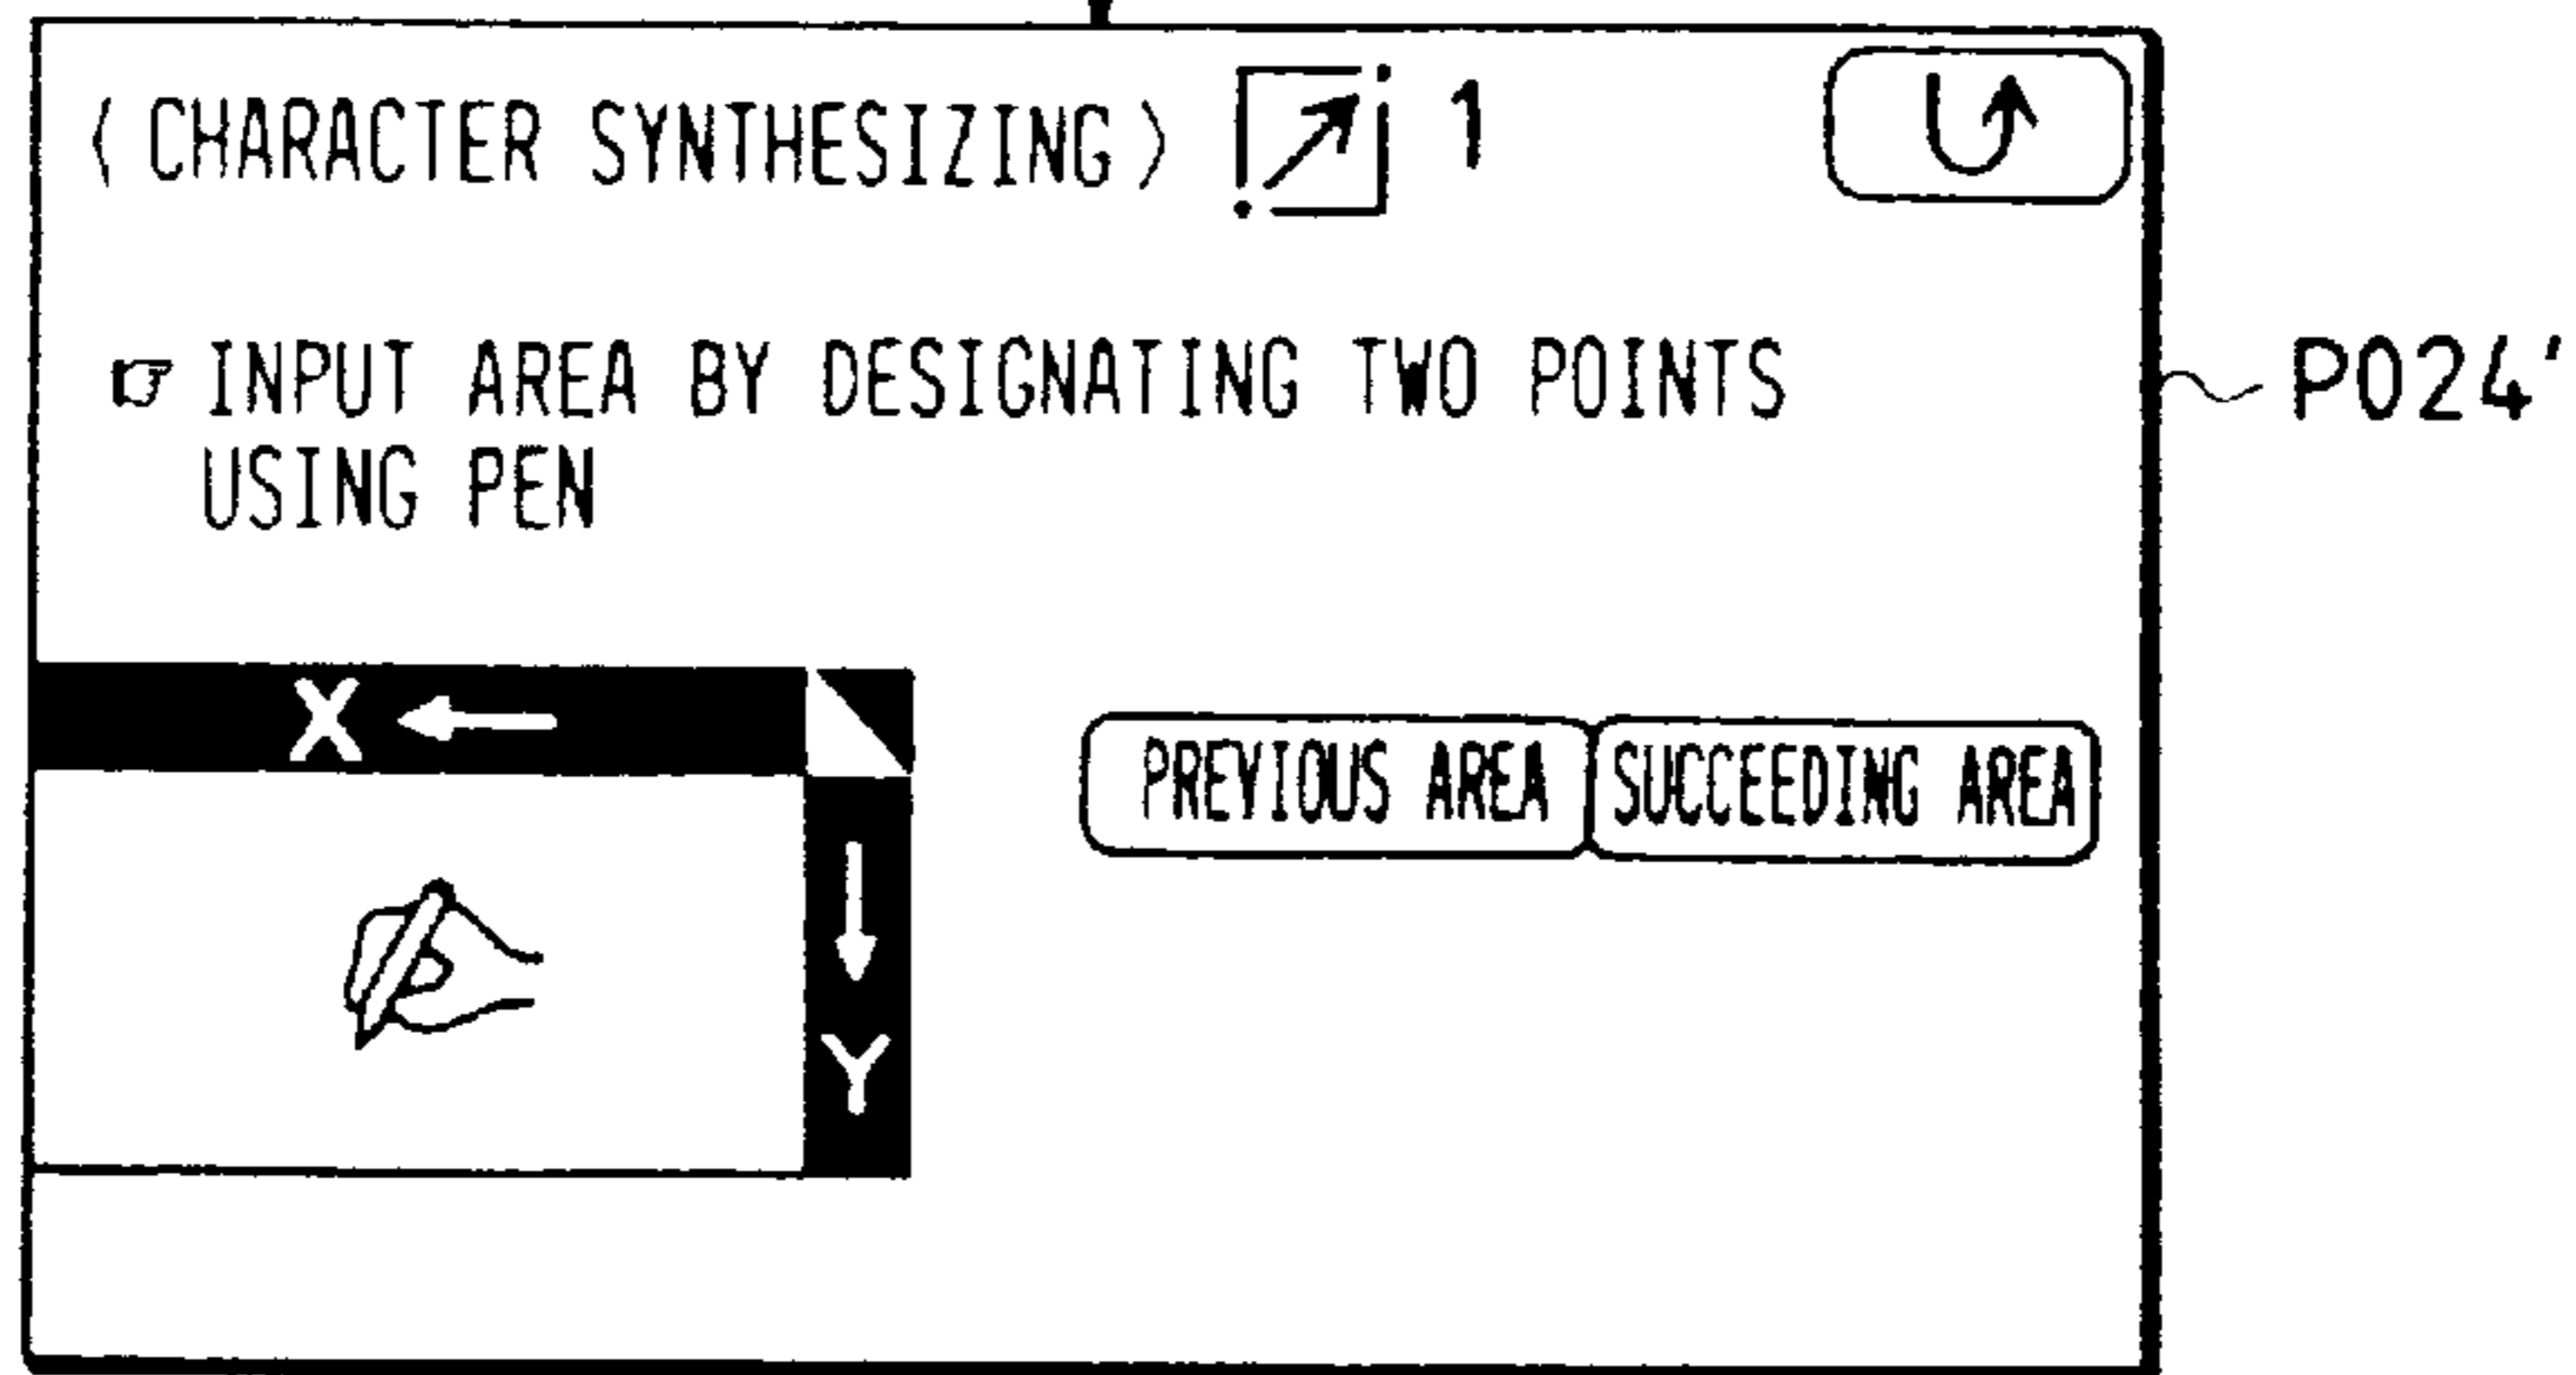 〈 CHARACTER SYNTHESIZING 〉 1
☞ INPUT AREA BY DESIGNATING TWO POINTS
USING PEN
P024'
X ←
PREVIOUS AREA SUCCEEDING AREA
↓
Y